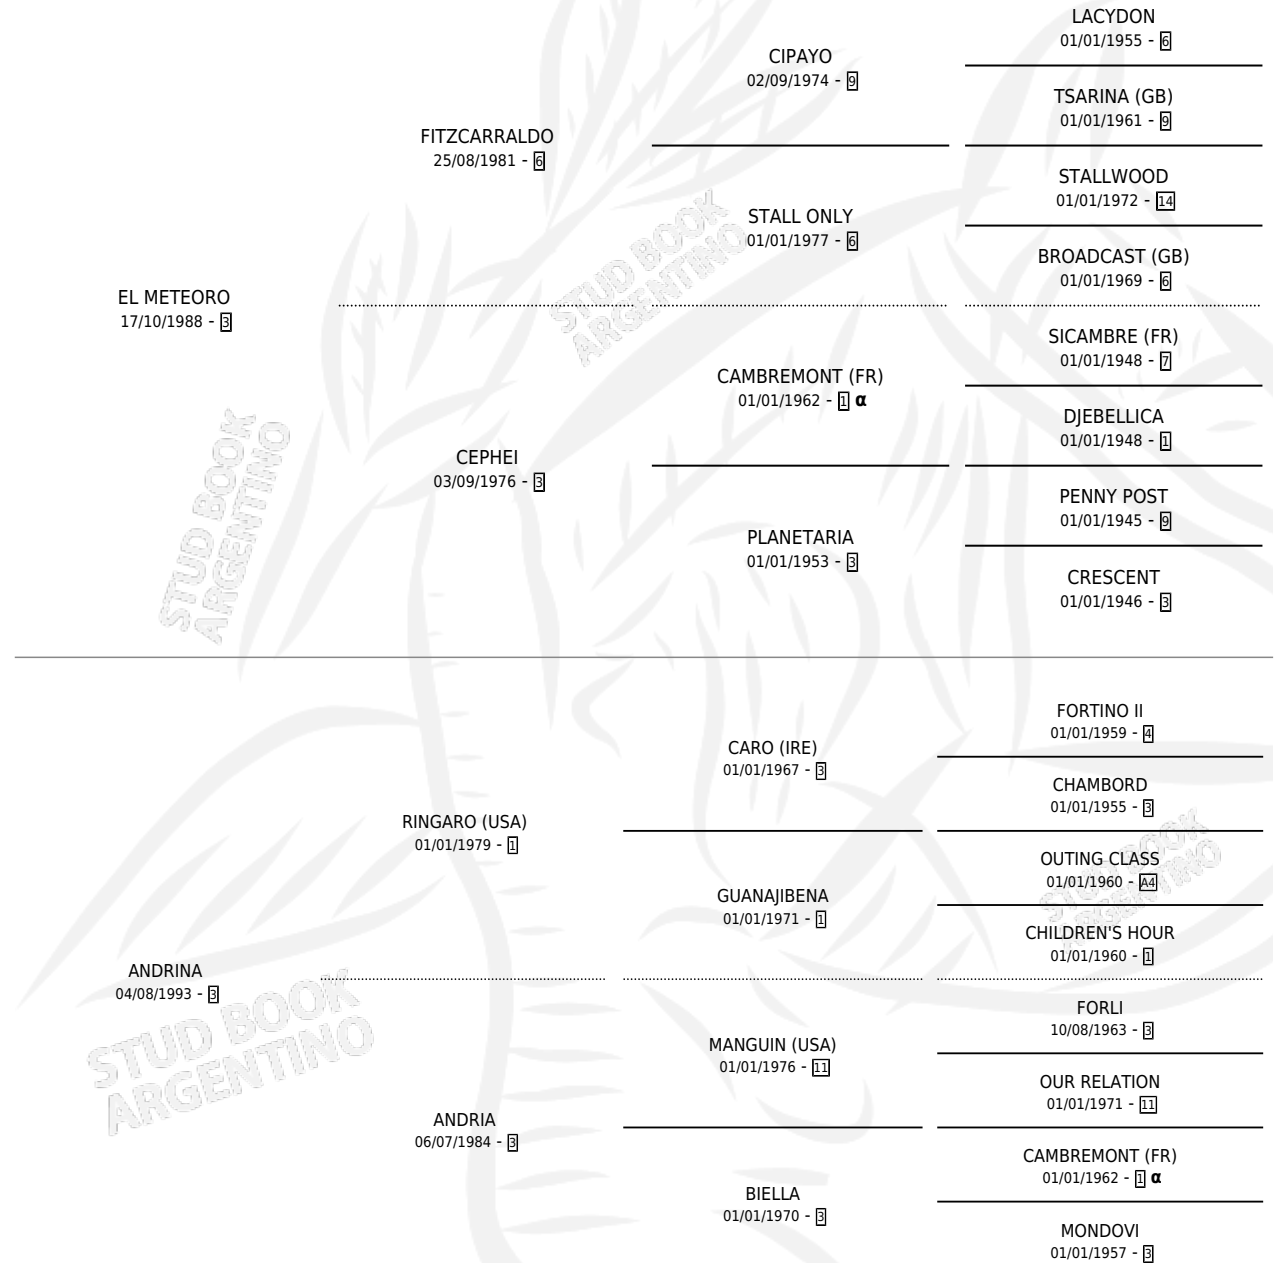 LACYDON
01/01/1955 - 6
CIPAYO
02/09/1974 - 9
TSARINA (GB)
01/01/1961 - 9
FITZCARRALDO
25/08/1981 - 6
STALLWOOD
01/01/1972 - 14
STALL ONLY
01/01/1977 - 6
BROADCAST (GB)
01/01/1969 - 6
STUD BOOK
ARGENTINO
EL METEORO
17/10/1988 - 3
SICAMBRE (FR)
01/01/1948 - 7
CAMBREMONT (FR)
01/01/1962 - 1 α
DJEBELLICA
01/01/1948 - 1
CEPHEI
03/09/1976 - 3
PENNY POST
01/01/1945 - 9
PLANETARIA
01/01/1953 - 3
CRESCENT
01/01/1946 - 3
STUD BOOK
ARGENTINO
FORTINO II
01/01/1959 - 4
CARO (IRE)
01/01/1967 - 3
CHAMBORD
01/01/1955 - 3
RINGARO (USA)
01/01/1979 - 1
OUTING CLASS
01/01/1960 - A4
GUANAJIBENA
01/01/1971 - 1
CHILDREN'S HOUR
01/01/1960 - 1
STUD BOOK
ARGENTINO
ANDRINA
04/08/1993 - 3
FORLI
10/08/1963 - 3
MANGUIN (USA)
01/01/1976 - 11
OUR RELATION
01/01/1971 - 11
STUD BOOK
ARGENTINO
ANDRIA
06/07/1984 - 3
CAMBREMONT (FR)
01/01/1962 - 1 α
BIELLA
01/01/1970 - 3
MONDOVI
01/01/1957 - 3